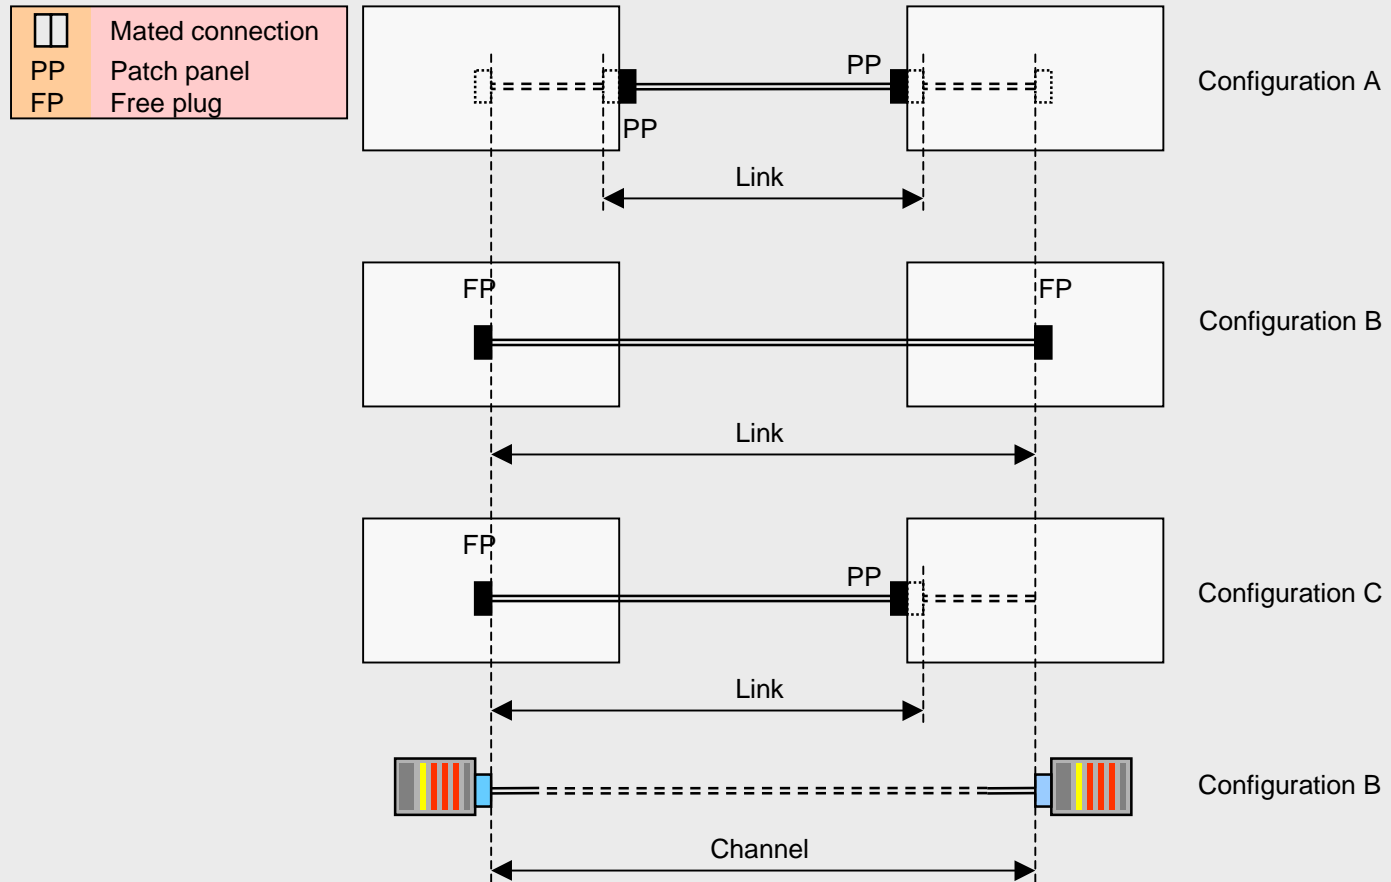 Mated connection
PP Patch panel
FP Free plug
PP
Configuration A
PP
Link
FP FP
Configuration B
Link
FP
PP
Configuration C
Link
Configuration B
Channel